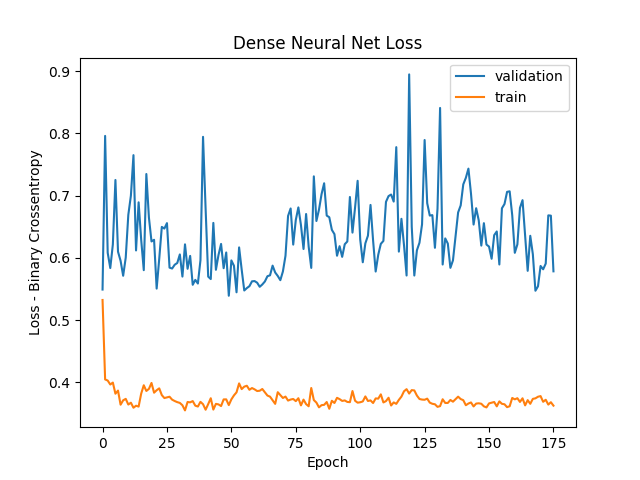 Dense Neural Net Loss
validation
train
0.9
0.8
0.7
0.6
0.5
0.4
Loss - Binary Crossentropy
0 25 50 75 100 125 150 175
Epoch